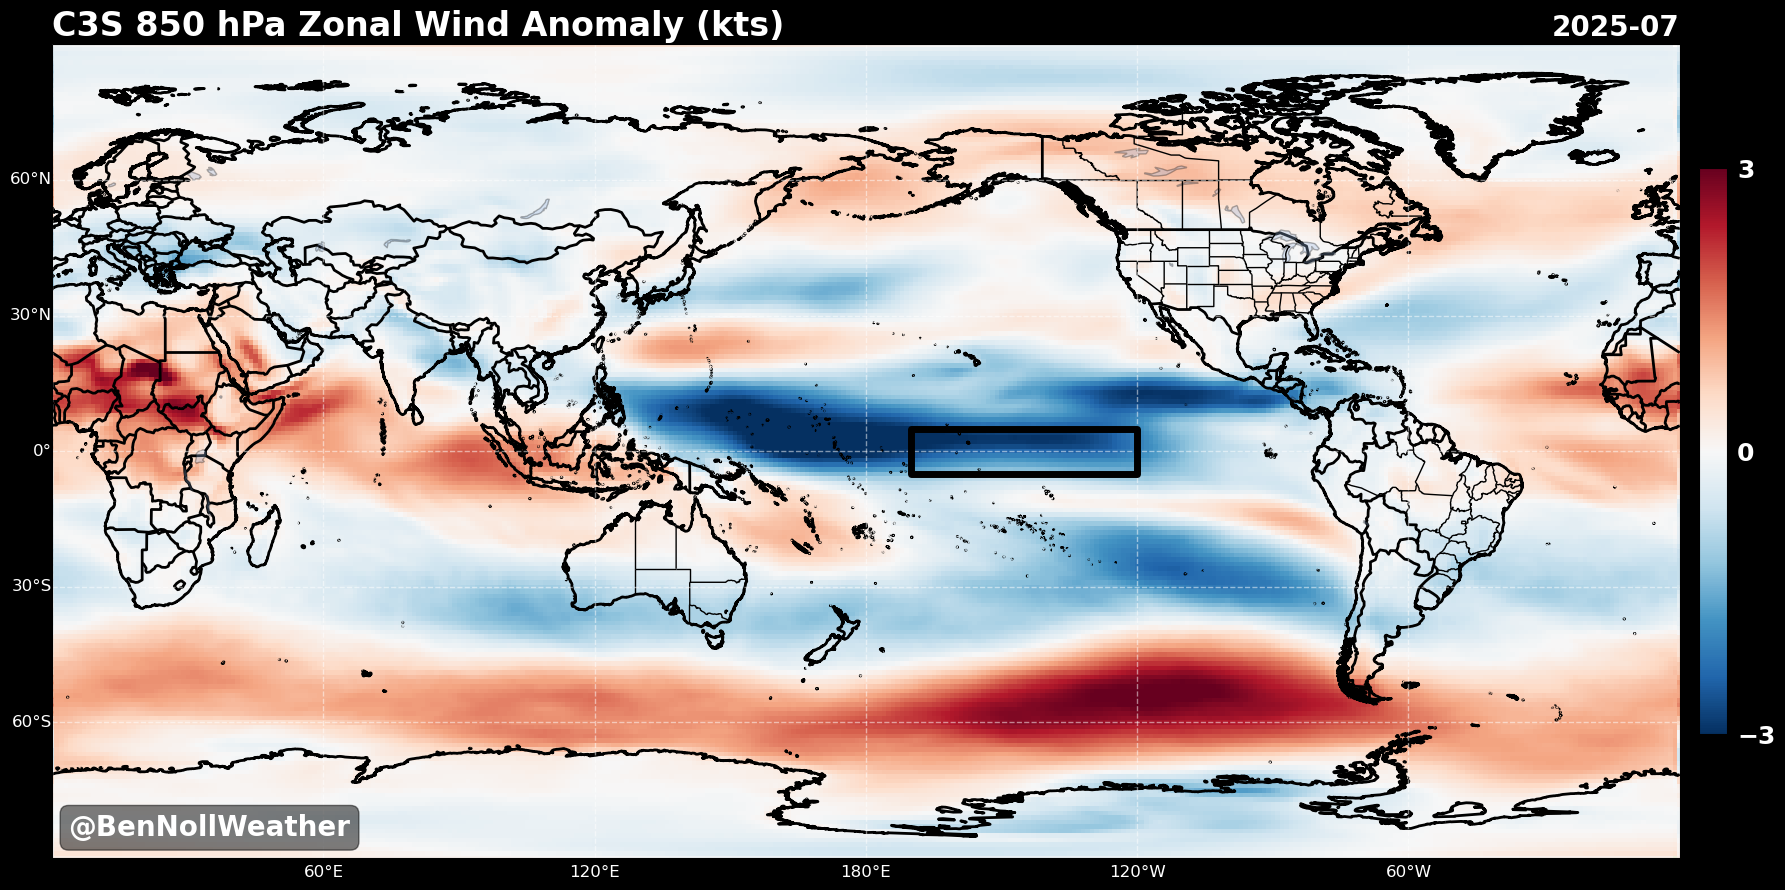 C3S 850 hPa Zonal Wind Anomaly (kts)
2025-07
60°N
30°N
0°
30°S
60°S
3
0
−3
@BenNollWeather
60°E
120°E
180°E
120°W
60°W